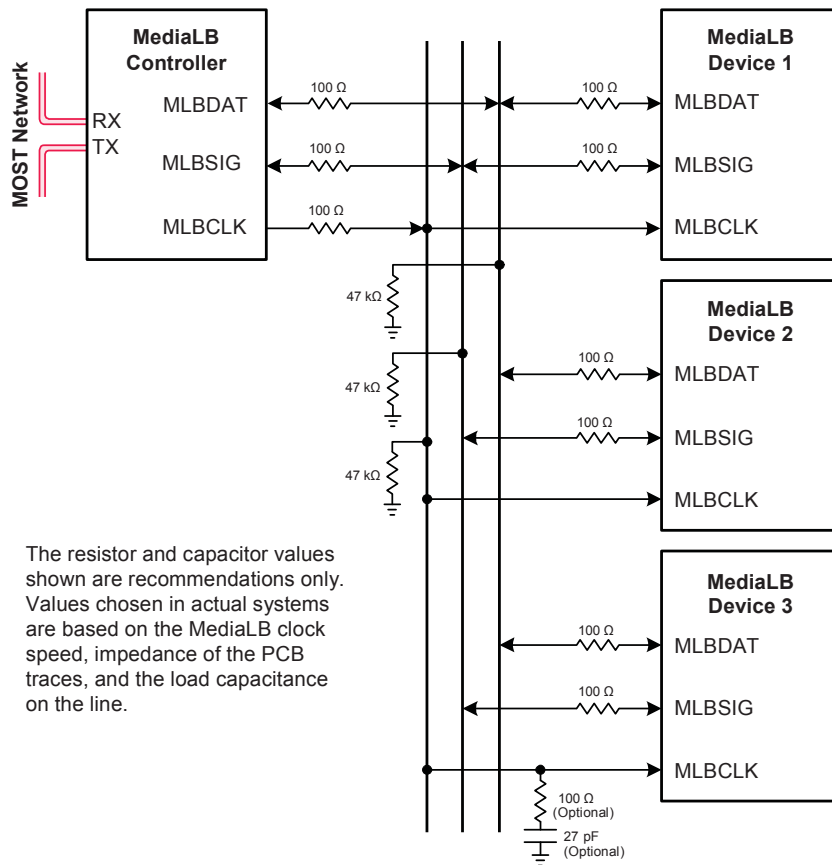 MediaLB
Controller
MOST Network
RX
TX
MLBDAT
MLBSIG
MLBCLK
100 Ω
100 Ω
100 Ω
100 Ω
100 Ω
MediaLB
Device 1
MLBDAT
MLBSIG
MLBCLK
47 kΩ
47 kΩ
47 kΩ
MediaLB
Device 2
100 Ω
MLBDAT
100 Ω
MLBSIG
MLBCLK
The resistor and capacitor values
shown are recommendations only.
Values chosen in actual systems
are based on the MediaLB clock
speed, impedance of the PCB
traces, and the load capacitance
on the line.
MediaLB
Device 3
100 Ω
MLBDAT
100 Ω
MLBSIG
MLBCLK
100 Ω
(Optional)
27 pF
(Optional)